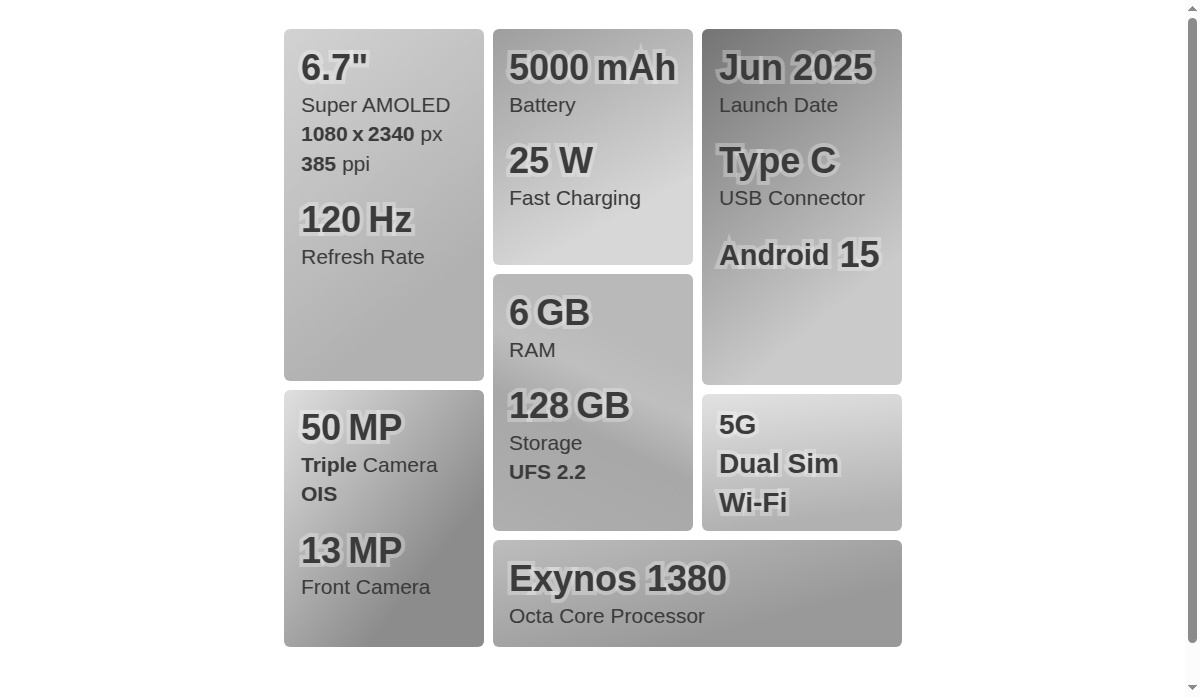 6.7"
Super AMOLED
1080 x 2340 px
385 ppi
120 Hz
Refresh Rate
50 MP
Triple Camera
OIS
13 MP
Front Camera
5000 mAh
Battery
25 W
Fast Charging
6 GB
RAM
128 GB
Storage
UFS 2.2
Jun 2025
Launch Date
Type C
USB Connector
Android 15
5G
Dual Sim
Wi-Fi
Exynos 1380
Octa Core Processor